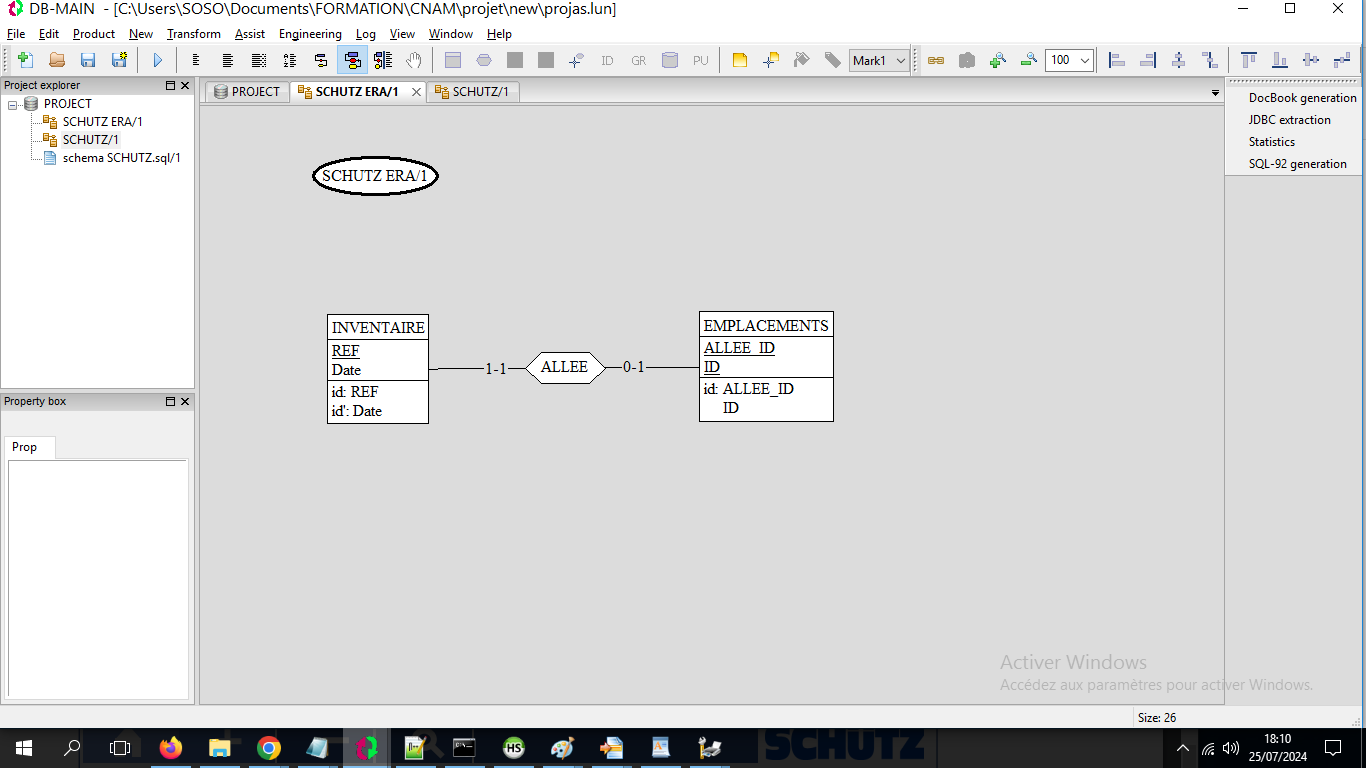 DB-MAIN - [C:\Users\SOSO\Documents\FORMATION\CNAM\projet\new\projas.lun]
File Edit Product New Transform Assist Engineering Log View Window Help
ID GR PU Mark1 100
Project explorer
PROJECT
SCHUTZ ERA/1
SCHUTZ/1
schema SCHUTZ.sql/1
Property box
Prop
PROJECT SCHUTZ ERA/1 SCHUTZ/1
SCHUTZ ERA/1
INVENTAIRE
REF
Date
id: REF
id': Date
1-1 ALLEE 0-1
EMPLACEMENTS
ALLEE_ID
ID
id: ALLEE_ID
ID
DocBook generation
JDBC extraction
Statistics
SQL-92 generation
Activer Windows
Accédez aux paramètres pour activer Windows.
Size: 26
HS
SCHUTZ
18:10
25/07/2024